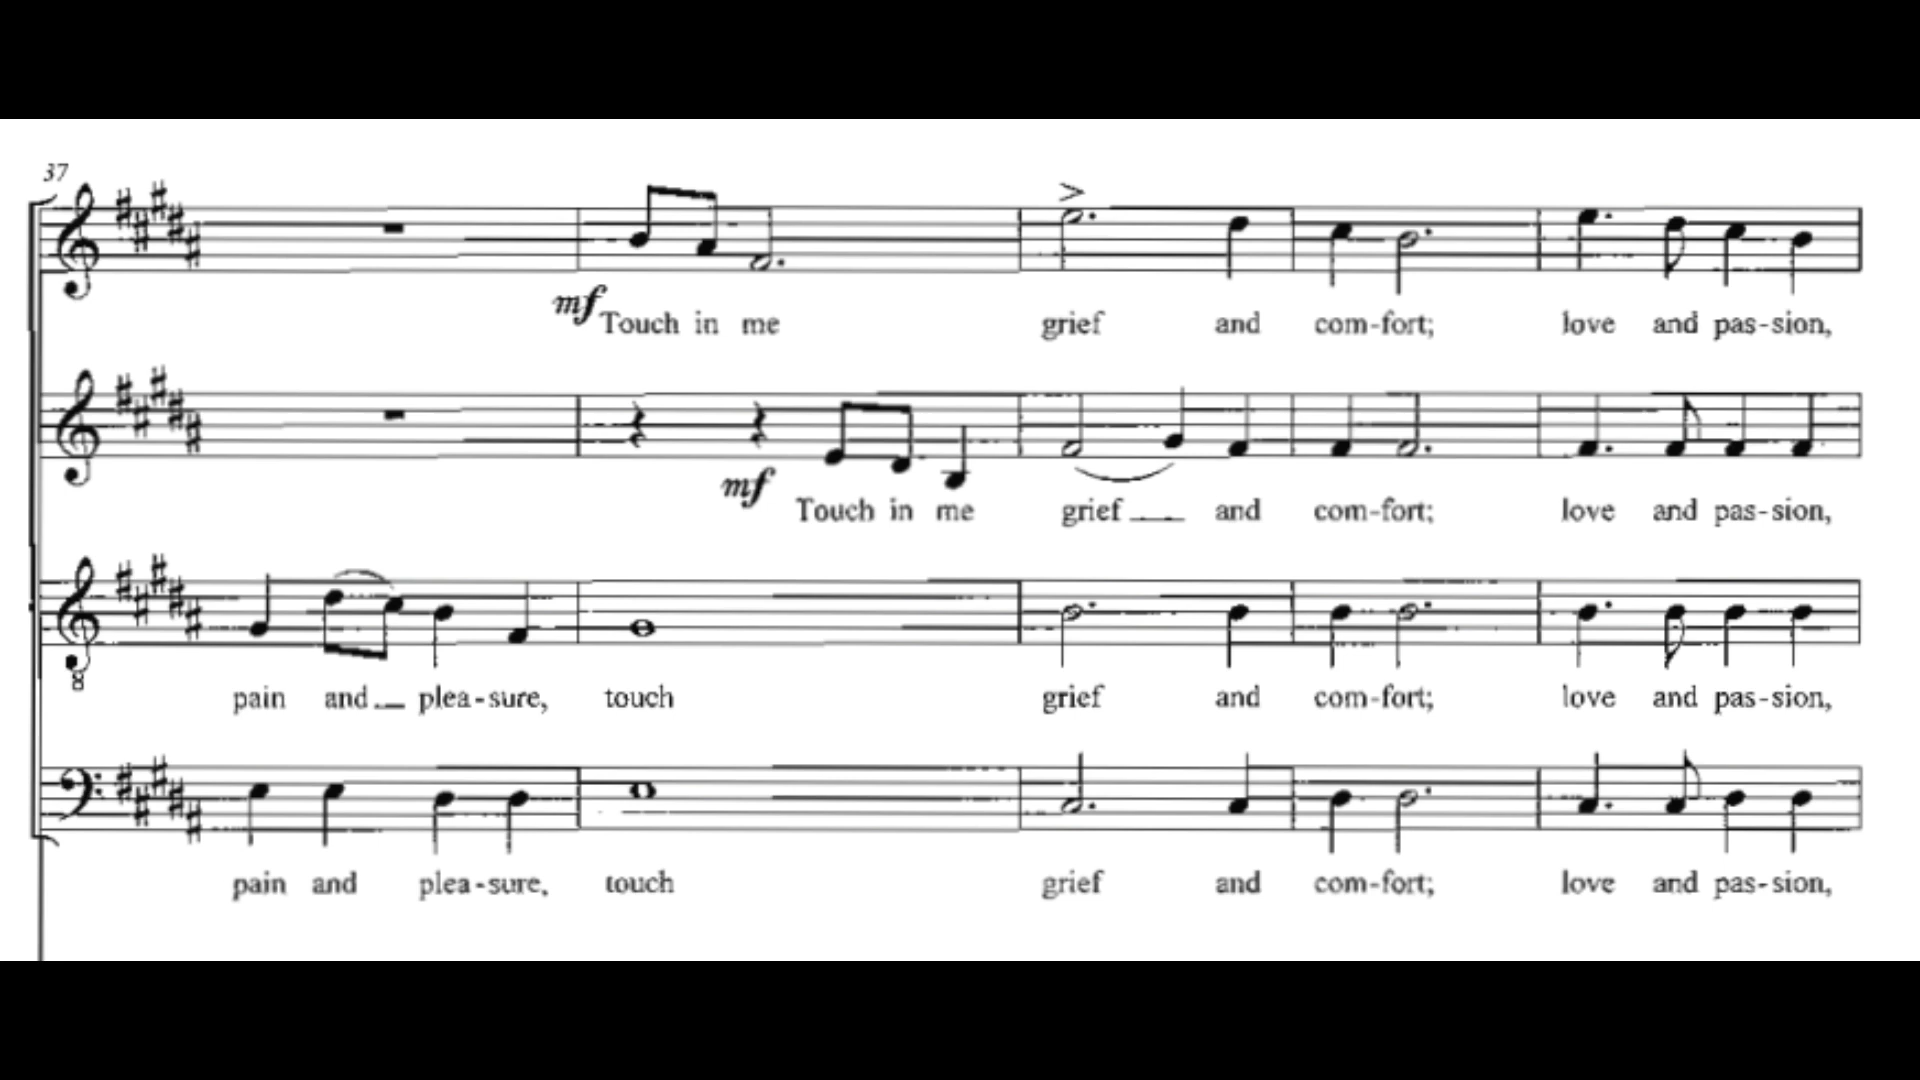 37
mf Touch in me grief and com-fort; love and pas-sion,
mf Touch in me grief and com-fort; love and pas-sion,
8
pain and plea-sure, touch grief and com-fort; love and pas-sion,
pain and plea-sure, touch grief and com-fort; love and pas-sion,